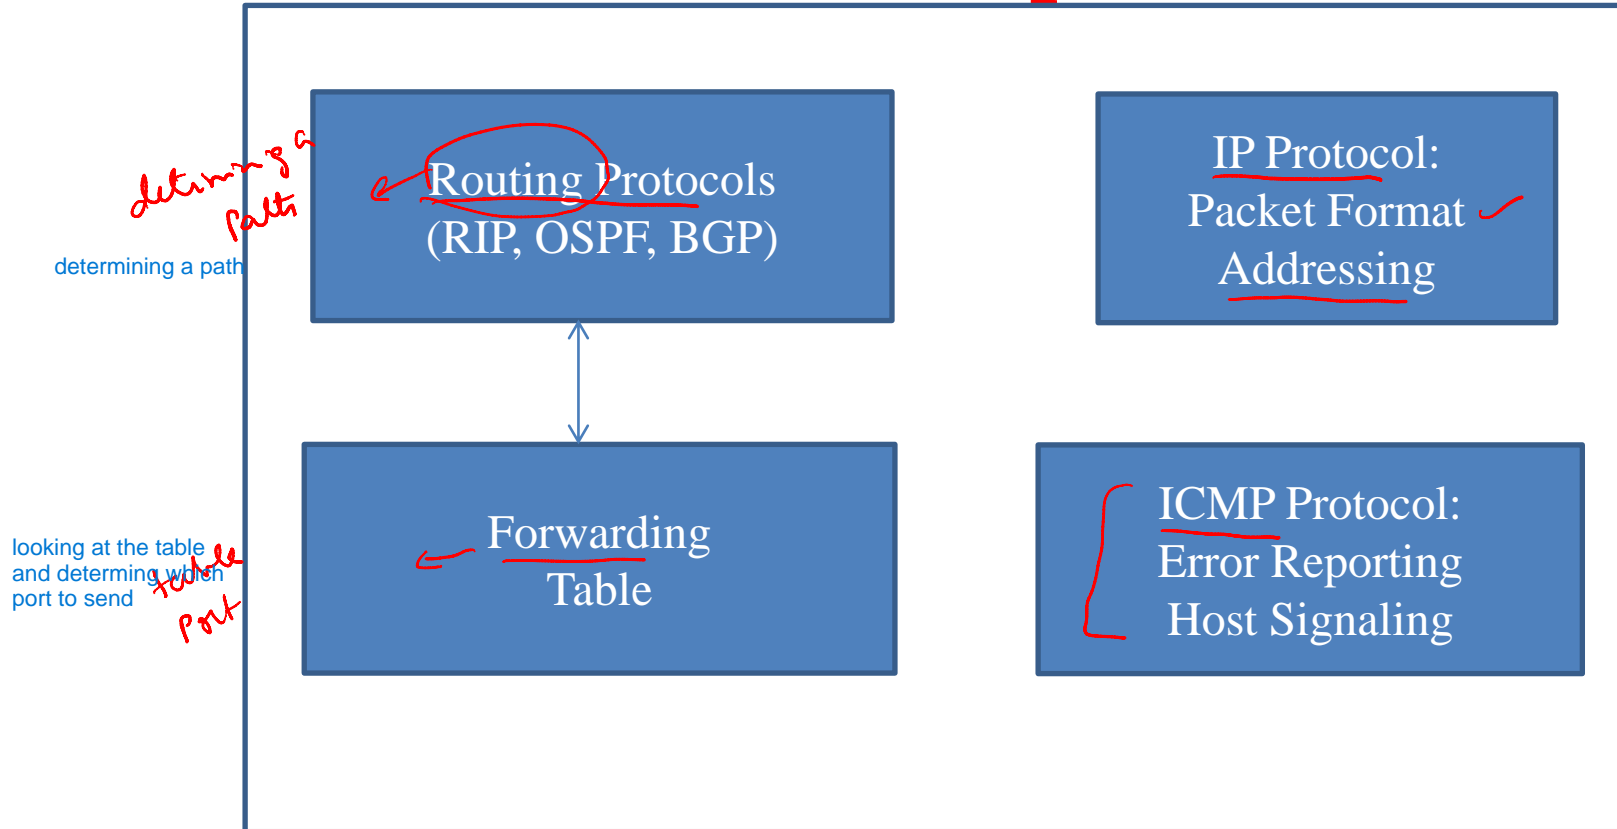 determining a
path
determining a path
Routing Protocols
(RIP, OSPF, BGP)
IP Protocol:
Packet Format
Addressing
looking at the table
and determing which
port to send
table
port
Forwarding
Table
ICMP Protocol:
Error Reporting
Host Signaling